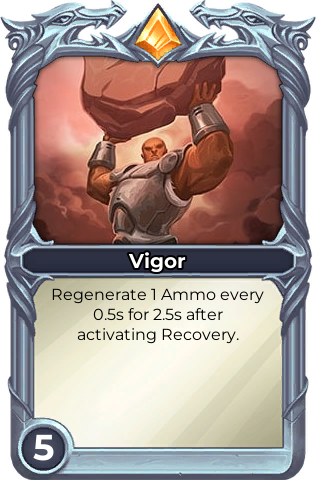 Vigor
Regenerate 1 Ammo every
0.5s for 2.5s after
activating Recovery.
5